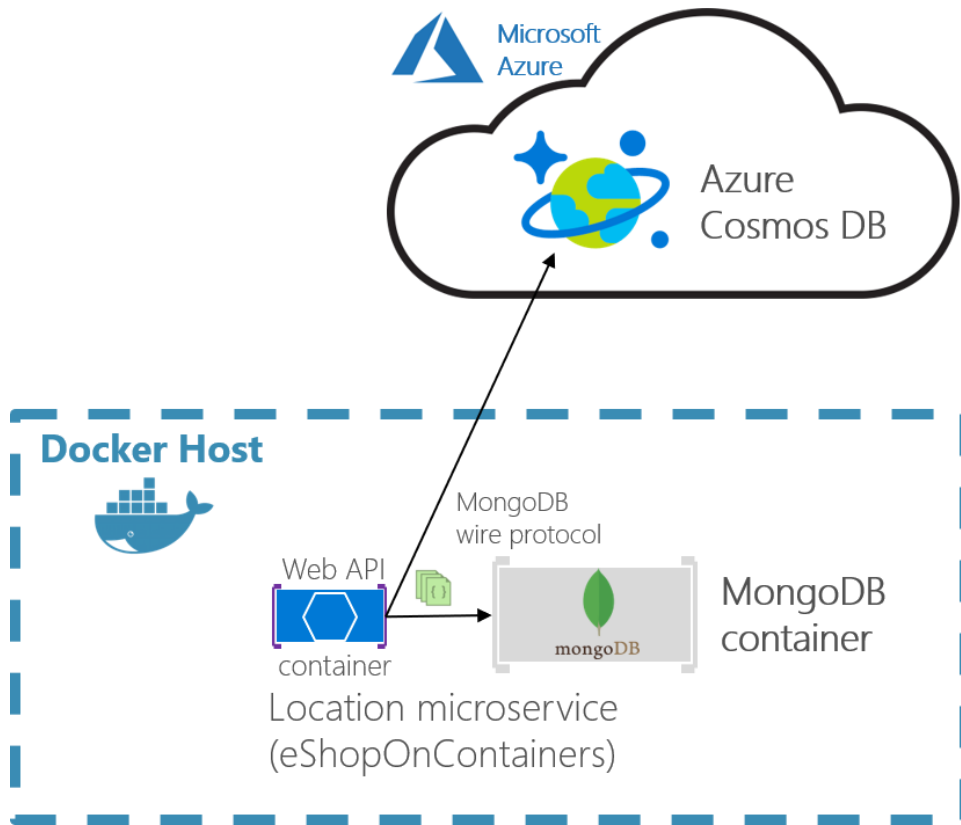 Microsoft
Azure
Azure
Cosmos DB
Docker Host
MongoDB
wire protocol
Web API
{ }
mongoDB
container
MongoDB
container
Location microservice
(eShopOnContainers)